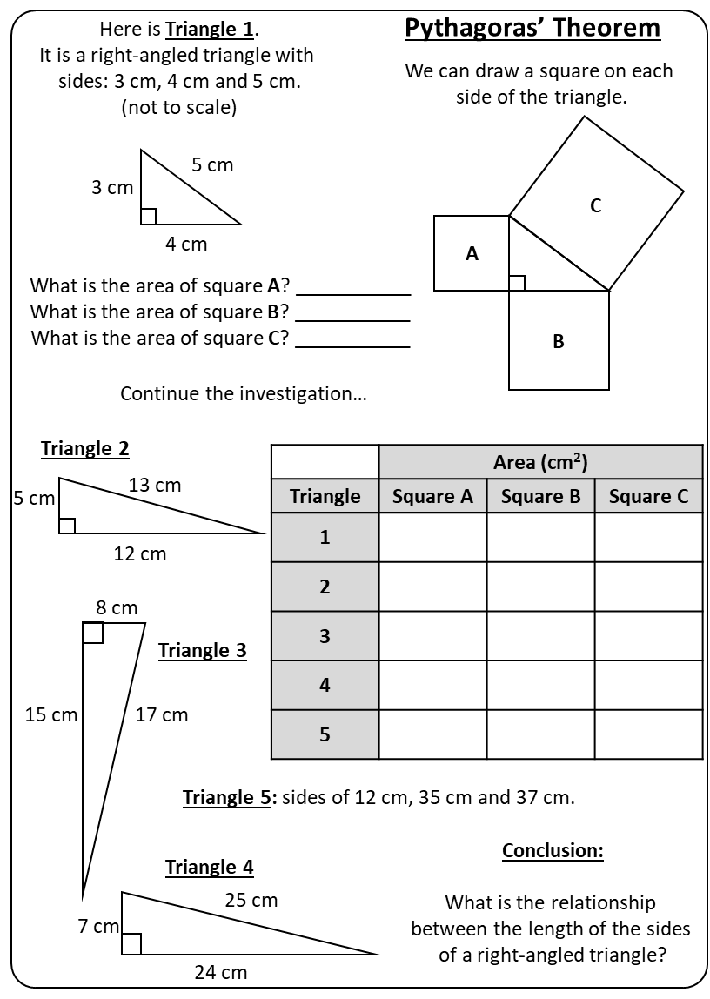 Here is Triangle 1.
It is a right-angled triangle with
sides: 3 cm, 4 cm and 5 cm.
(not to scale)
5 cm
3 cm
4 cm
Pythagoras’ Theorem
We can draw a square on each
side of the triangle.
C
A
B
What is the area of square A? ___________
What is the area of square B? ___________
What is the area of square C? ___________
Continue the investigation…
Triangle 2
13 cm
5 cm
12 cm
Area (cm²)
Triangle Square A Square B Square C
1
2
3
4
5
8 cm
Triangle 3
15 cm
17 cm
Triangle 5: sides of 12 cm, 35 cm and 37 cm.
Triangle 4
25 cm
7 cm
24 cm
Conclusion:
What is the relationship
between the length of the sides
of a right-angled triangle?